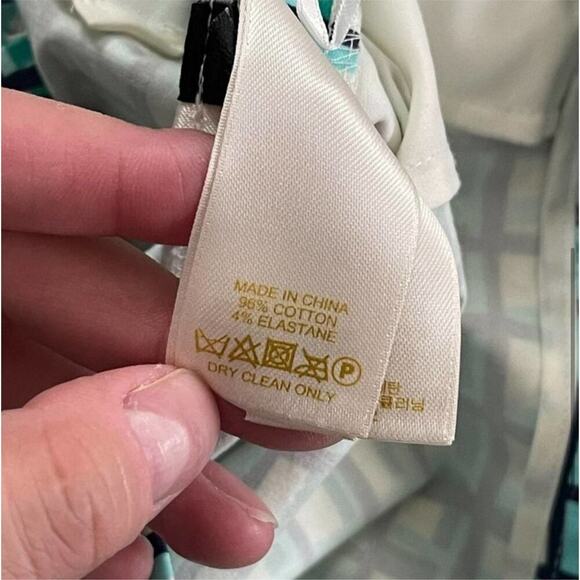 MADE IN CHINA
96% COTTON
4% ELASTANE
P
DRY CLEAN ONLY